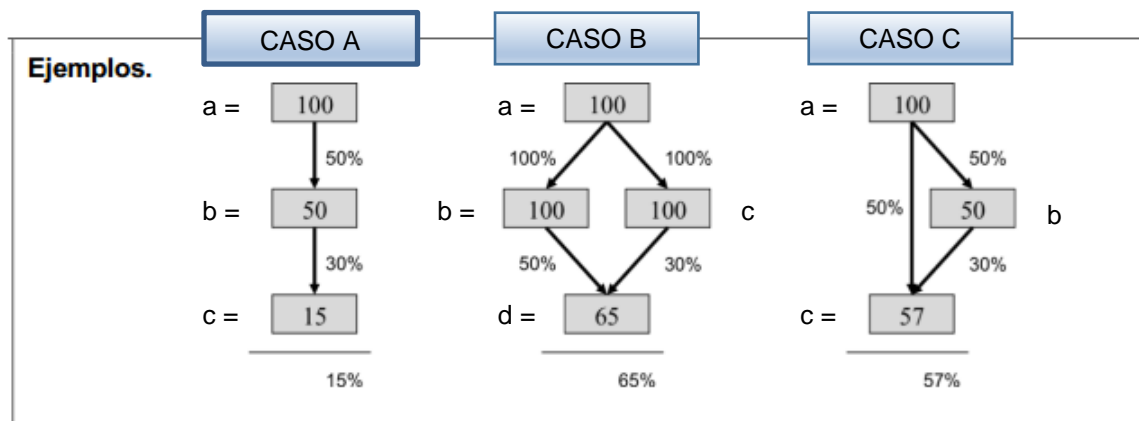 CASO A CASO B CASO C
Ejemplos.
a = 100 a = 100 a = 100
50% 100% 100% 50%
b = 50 b = 100 100 c 50% 50 b
30% 50% 30% 30%
c = 15 d = 65 c = 57
15% 65% 57%